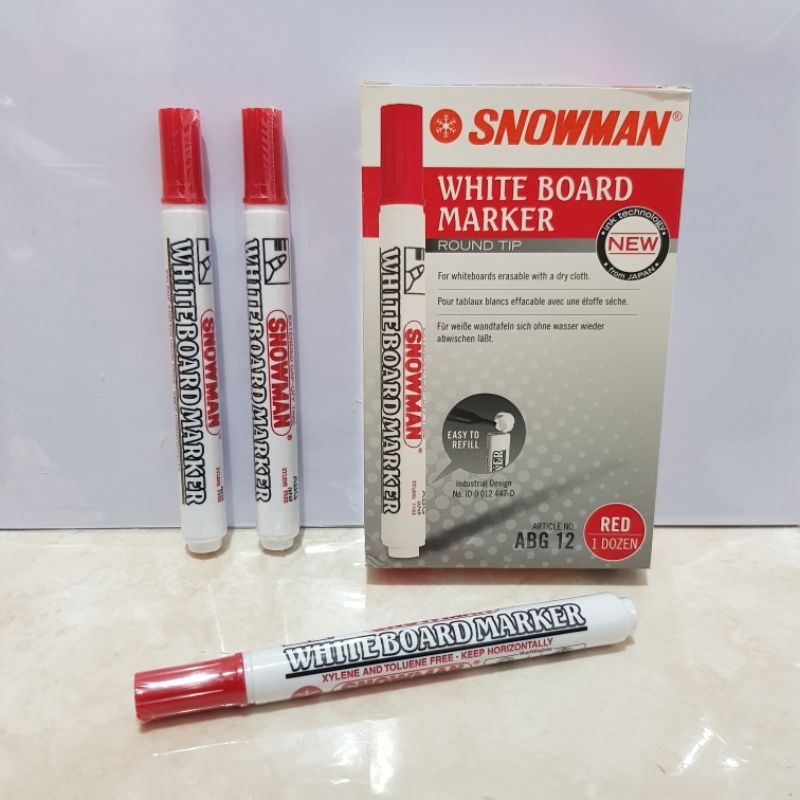 SNOWMAN®
WHITE BOARD
MARKER
ROUND TIP
ink technology
NEW
from JAPAN
For whiteboards erasable with a dry cloth.
Pour tablaux blancs effacable avec une étoffe séche.
Für weiße wandtafeln sich ohne wasser wieder
abwischen läßt.
EASY TO
REFILL
Industrial Design
No. ID 0 012 447-D
ARTICLE NO.
ABG 12
RED
1 DOZEN
WHITEBOARDMARKER
SNOWMAN
WHITEBOARDMARKER
SNOWMAN
WHITEBOARDMARKER
SNOWMAN
WHITEBOARDMARKER
XYLENE AND TOLUENE FREE · KEEP HORIZONTALLY
Refillable
SNOWMAN